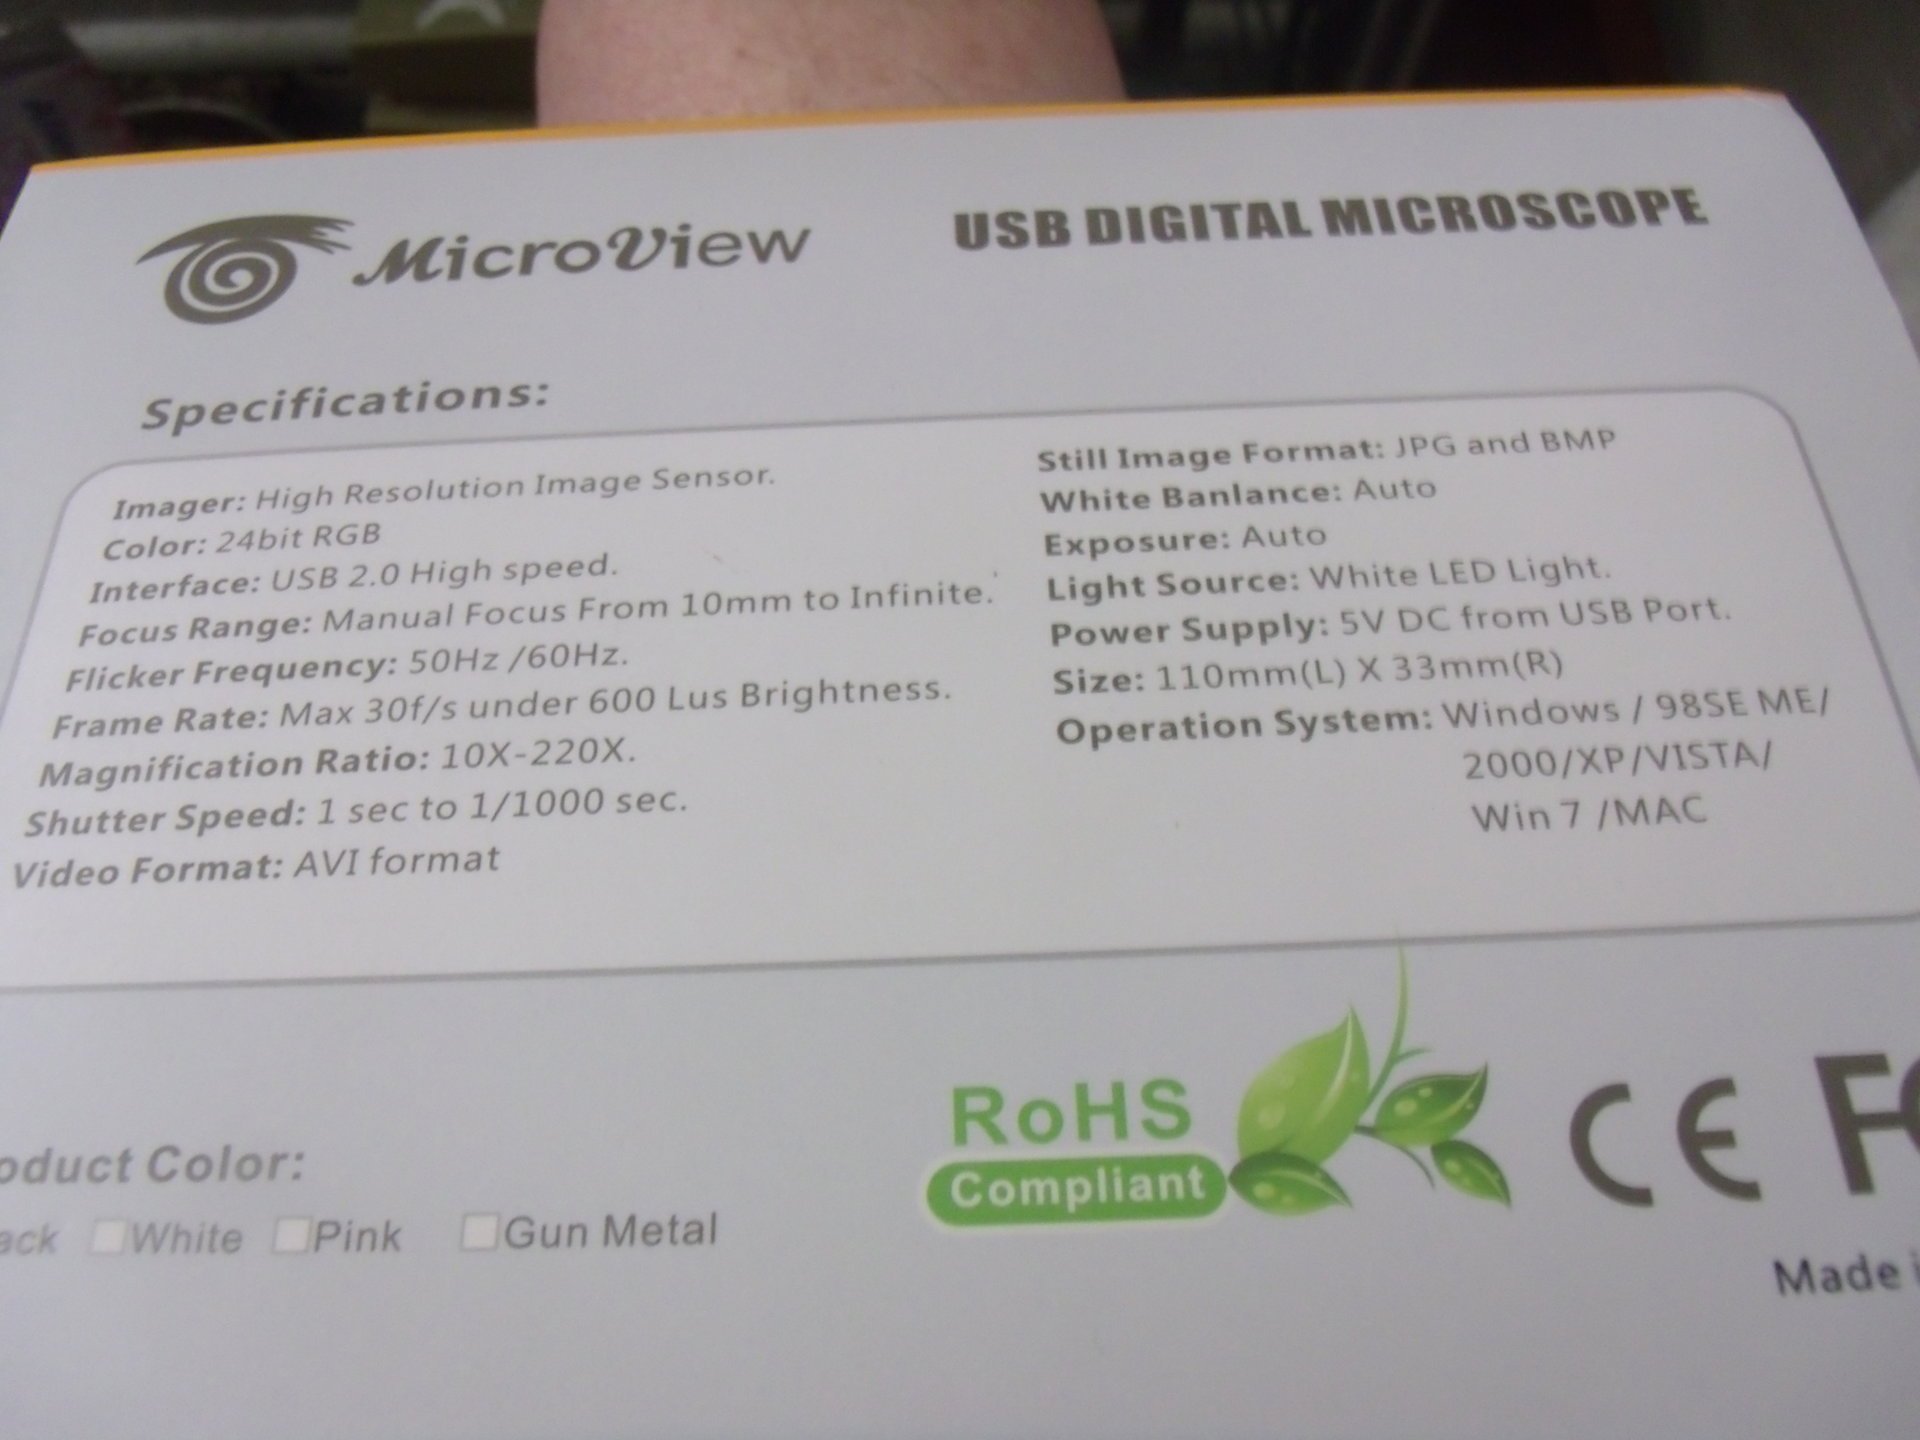 MicroView
USB DIGITAL MICROSCOPE
Specifications:
Imager: High Resolution Image Sensor.
Color: 24bit RGB
Interface: USB 2.0 High speed.
Focus Range: Manual Focus From 10mm to Infinite.
Flicker Frequency: 50Hz /60Hz.
Frame Rate: Max 30f/s under 600 Lus Brightness.
Magnification Ratio: 10X-220X.
Shutter Speed: 1 sec to 1/1000 sec.
Video Format: AVI format
Still Image Format: JPG and BMP
White Banlance: Auto
Exposure: Auto
Light Source: White LED Light.
Power Supply: 5V DC from USB Port.
Size: 110mm(L) X 33mm(R)
Operation System: Windows / 98SE ME/
2000/XP/VISTA/
Win 7 /MAC
RoHS
Compliant
CE
oduct Color:
ack White Pink Gun Metal
Made